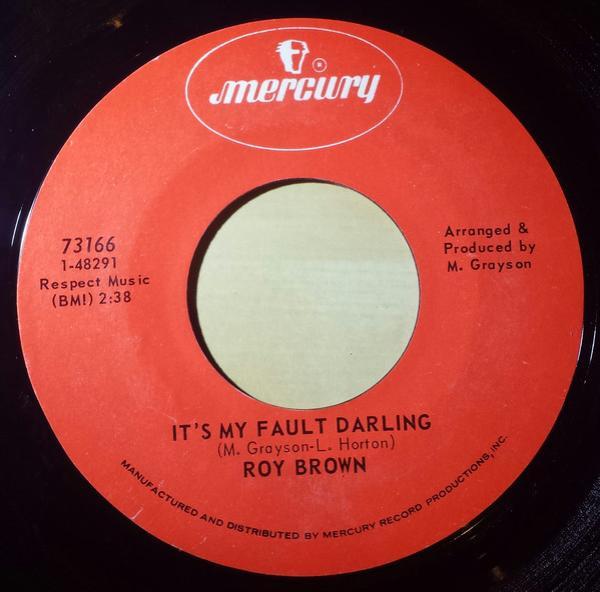 ®
mercury
73166
1-48291
Respect Music
(BMI) 2:38
Arranged &
Produced by
M. Grayson
IT'S MY FAULT DARLING
(M. Grayson-L. Horton)
ROY BROWN
MANUFACTURED AND DISTRIBUTED BY MERCURY RECORD PRODUCTIONS, INC.